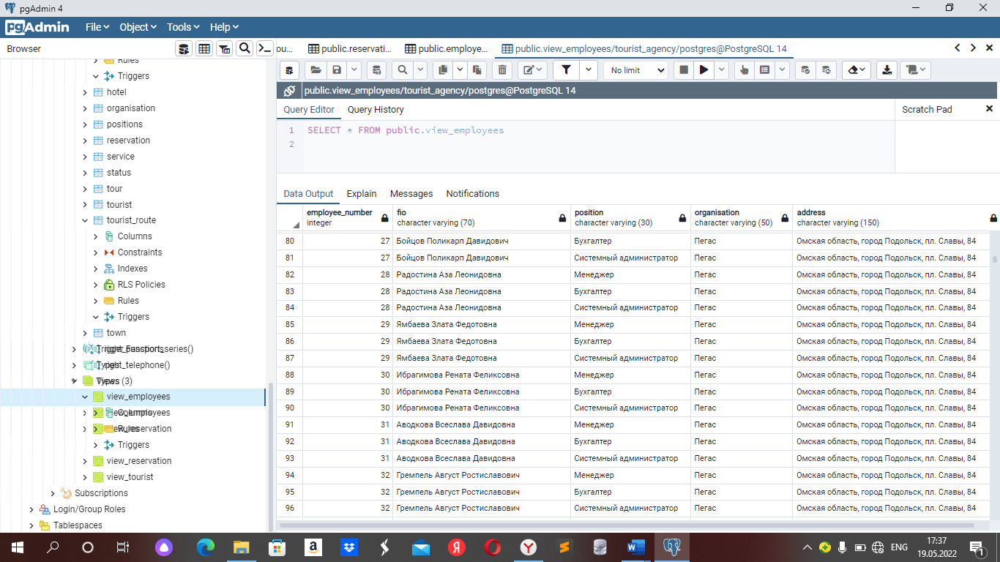 pgAdmin 4
pgAdmin File Object Tools Help
Browser
ou... public.reservati... public.employe... public.view_employees/tourist_agency/postgres@PostgreSQL 14
No limit
public.view_employees/tourist_agency/postgres@PostgreSQL 14
Query Editor Query History Scratch Pad
1 SELECT * FROM public.view_employees
2
Rules
Triggers
hotel
organisation
positions
reservation
service
status
tour
tourist
tourist_route
Columns
Constraints
Indexes
RLS Policies
Rules
Triggers
town
right_telephone()
Views (3)
view_employees
Triggers
view_reservation
view_tourist
Subscriptions
Login/Group Roles
Tablespaces
Data Output Explain Messages Notifications
employee_number fio position organisation address
integer character varying (70) character varying (30) character varying (50) character varying (150)
80 27 Бойцов Поликарп Давидович Бухгалтер Пегас Омская область, город Подольск, пл. Славы, 84
81 27 Бойцов Поликарп Давидович Системный администратор Пегас Омская область, город Подольск, пл. Славы, 84
82 28 Радостина Аза Леонидовна Менеджер Пегас Омская область, город Подольск, пл. Славы, 84
83 28 Радостина Аза Леонидовна Бухгалтер Пегас Омская область, город Подольск, пл. Славы, 84
84 28 Радостина Аза Леонидовна Системный администратор Пегас Омская область, город Подольск, пл. Славы, 84
85 29 Ямбаева Злата Федотовна Менеджер Пегас Омская область, город Подольск, пл. Славы, 84
86 29 Ямбаева Злата Федотовна Бухгалтер Пегас Омская область, город Подольск, пл. Славы, 84
87 29 Ямбаева Злата Федотовна Системный администратор Пегас Омская область, город Подольск, пл. Славы, 84
88 30 Ибрагимова Рената Феликсовна Менеджер Пегас Омская область, город Подольск, пл. Славы, 84
89 30 Ибрагимова Рената Феликсовна Бухгалтер Пегас Омская область, город Подольск, пл. Славы, 84
90 30 Ибрагимова Рената Феликсовна Системный администратор Пегас Омская область, город Подольск, пл. Славы, 84
91 31 Аводкова Всеслава Давидовна Менеджер Пегас Омская область, город Подольск, пл. Славы, 84
92 31 Аводкова Всеслава Давидовна Бухгалтер Пегас Омская область, город Подольск, пл. Славы, 84
93 31 Аводкова Всеслава Давидовна Системный администратор Пегас Омская область, город Подольск, пл. Славы, 84
94 32 Гремпель Август Ростиславович Менеджер Пегас Омская область, город Подольск, пл. Славы, 84
95 32 Гремпель Август Ростиславович Бухгалтер Пегас Омская область, город Подольск, пл. Славы, 84
96 32 Гремпель Август Ростиславович Системный администратор Пегас Омская область, город Подольск, пл. Славы, 84
ENG 17:37
19.05.2022